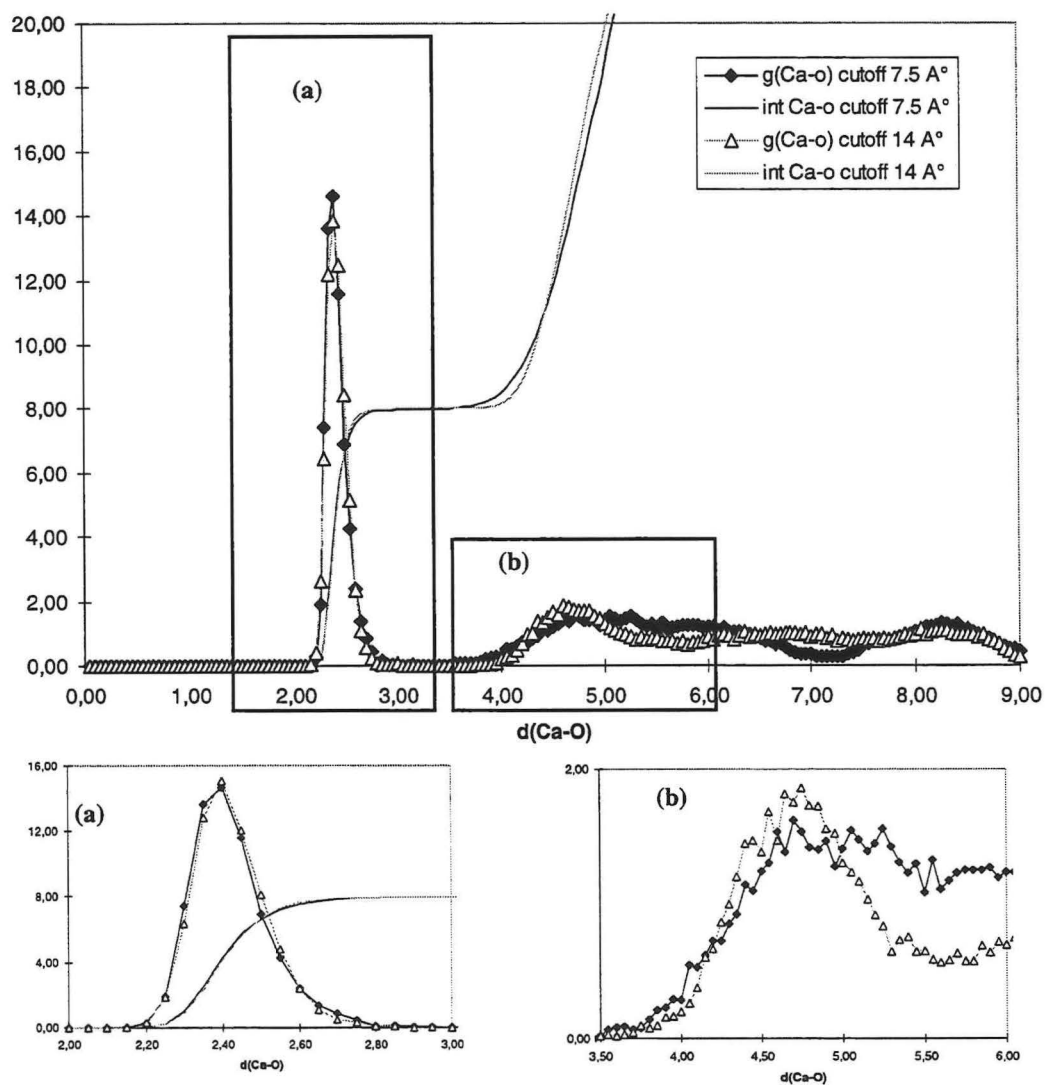 20,00
18,00
16,00
14,00
12,00
10,00
8,00
6,00
4,00
2,00
0,00
(a)
g(Ca-o) cutoff 7.5 A°
int Ca-o cutoff 7.5 A°
g(Ca-o) cutoff 14 A°
int Ca-o cutoff 14 A°
(b)
0,00 1,00 2,00 3,00 4,00 5,00 6,00 7,00 8,00 9,00
d(Ca-O)
16,00
12,00
8,00
4,00
0,00
(a)
2,00 2,20 2,40 2,60 2,80 3,00
d(Ca-O)
2,00
0,00
(b)
3,50 4,00 4,50 5,00 5,50 6,00
d(Ca-O)